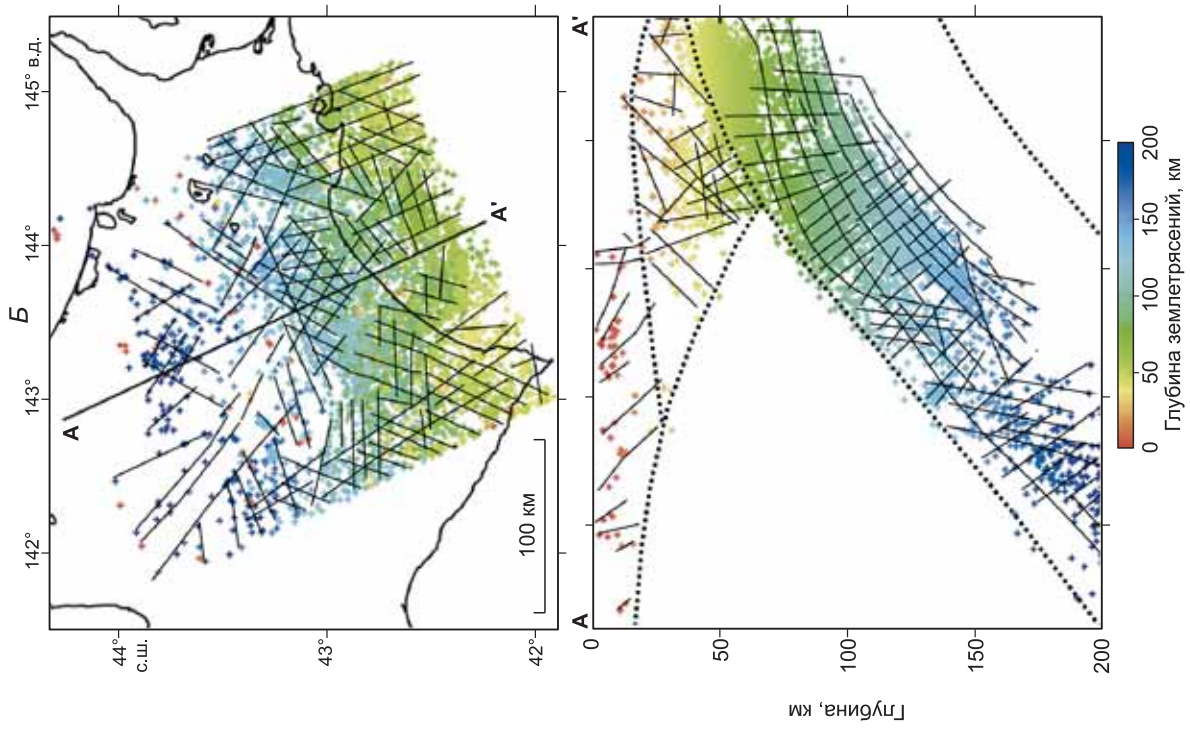 Б
142°
143°
144°
145° в.д.
44°
с.ш.
43°
42°
А
А'
100 км
А
А'
0
50
100
150
200
Глубина, км
0
50
100
150
200
Глубина землетрясений, км